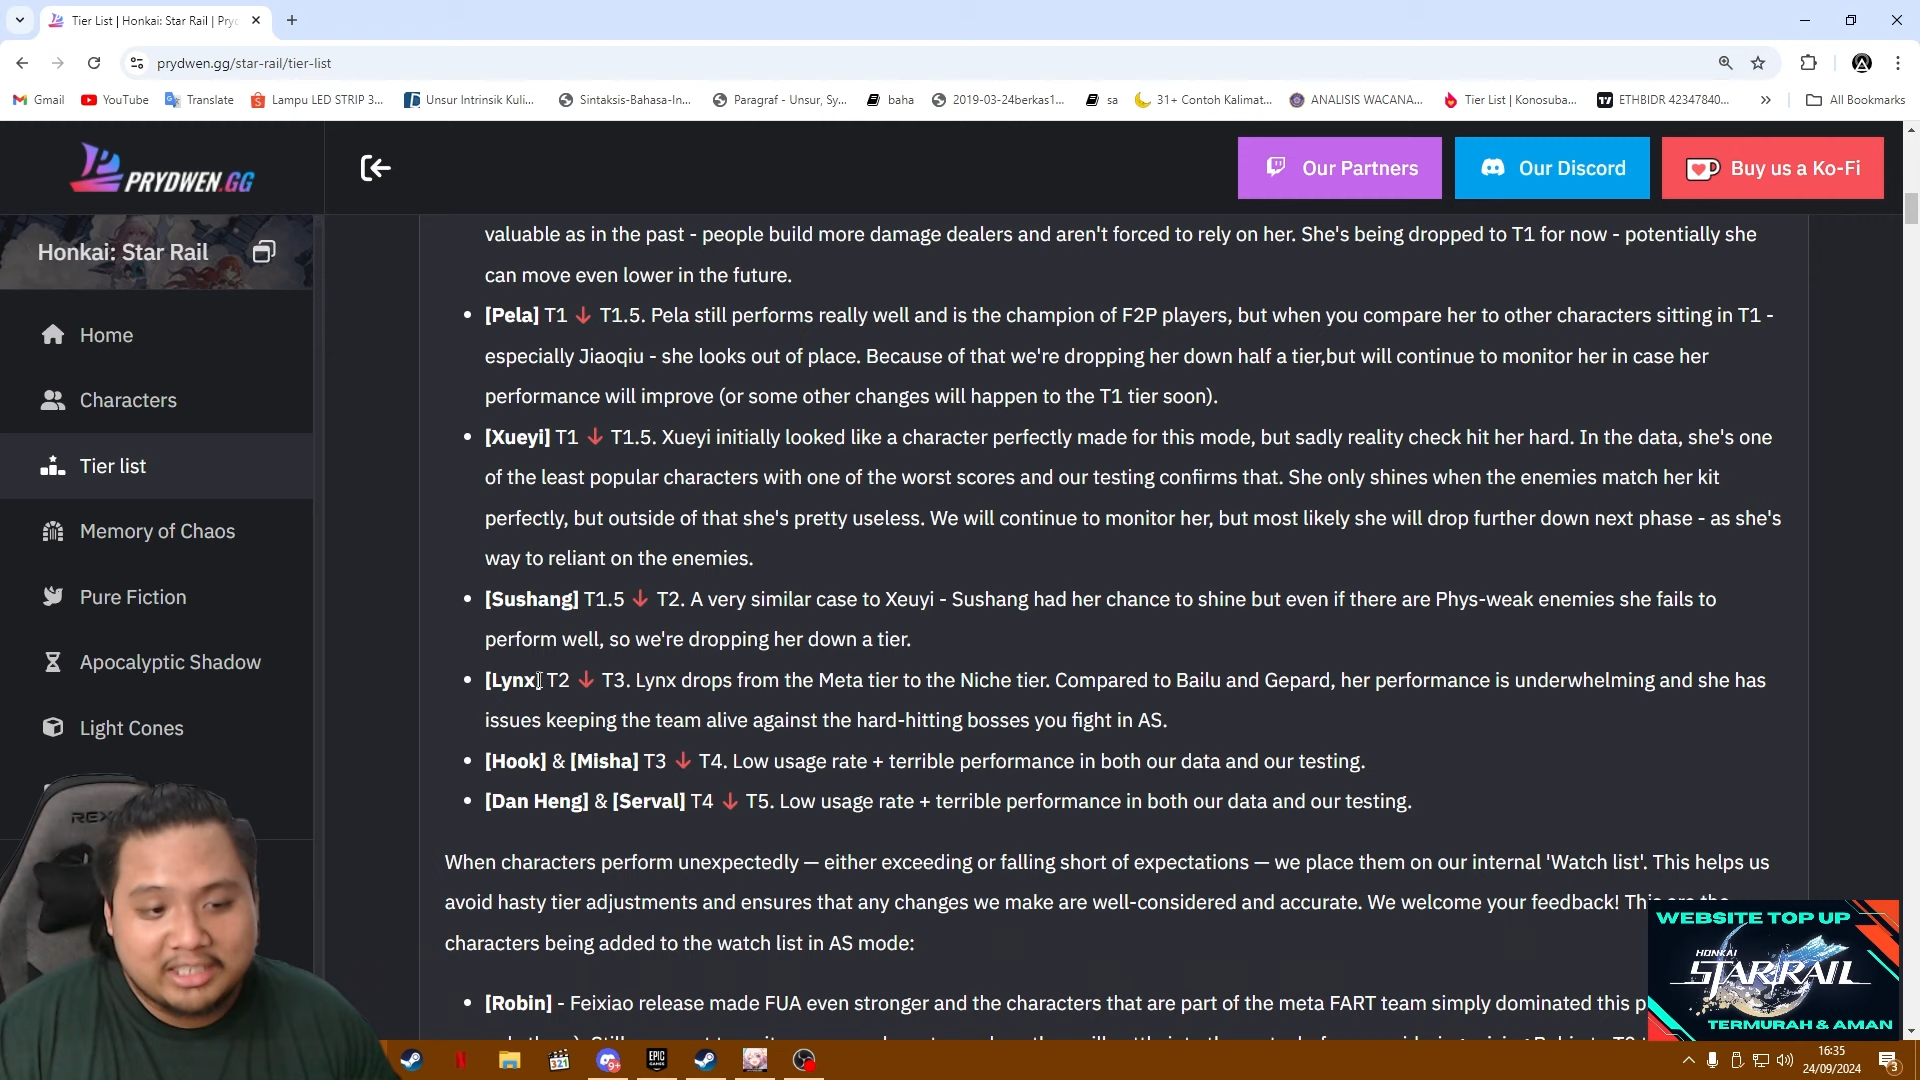 Tier List | Honkai: Star Rail | Pry
prydwen.gg/star-rail/tier-list
Gmail
YouTube
Translate
Lampu LED STRIP 3...
Unsur Intrinsik Kuli...
Sintaksis-Bahasa-In...
Paragraf - Unsur, Sy...
baha
2019-03-24berkas1...
sa
31+ Contoh Kalimat...
ANALISIS WACANA...
Tier List | Konosuba...
ETHBIDR 42347840...
All Bookmarks
PRYDWEN.GG
Our Partners
Our Discord
Buy us a Ko-Fi
Honkai: Star Rail
Home
Characters
Tier list
Memory of Chaos
Pure Fiction
Apocalyptic Shadow
Light Cones
valuable as in the past - people build more damage dealers and aren't forced to rely on her. She's being dropped to T1 for now - potentially she
can move even lower in the future.
• [Pela] T1 ↓ T1.5. Pela still performs really well and is the champion of F2P players, but when you compare her to other characters sitting in T1 -
especially Jiaoqiu - she looks out of place. Because of that we're dropping her down half a tier,but will continue to monitor her in case her
performance will improve (or some other changes will happen to the T1 tier soon).
• [Xueyi] T1 ↓ T1.5. Xueyi initially looked like a character perfectly made for this mode, but sadly reality check hit her hard. In the data, she's one
of the least popular characters with one of the worst scores and our testing confirms that. She only shines when the enemies match her kit
perfectly, but outside of that she's pretty useless. We will continue to monitor her, but most likely she will drop further down next phase - as she's
way to reliant on the enemies.
• [Sushang] T1.5 ↓ T2. A very similar case to Xeuyi - Sushang had her chance to shine but even if there are Phys-weak enemies she fails to
perform well, so we're dropping her down a tier.
• [Lynx] T2 ↓ T3. Lynx drops from the Meta tier to the Niche tier. Compared to Bailu and Gepard, her performance is underwhelming and she has
issues keeping the team alive against the hard-hitting bosses you fight in AS.
• [Hook] & [Misha] T3 ↓ T4. Low usage rate + terrible performance in both our data and our testing.
• [Dan Heng] & [Serval] T4 ↓ T5. Low usage rate + terrible performance in both our data and our testing.
When characters perform unexpectedly — either exceeding or falling short of expectations — we place them on our internal 'Watch list'. This helps us
avoid hasty tier adjustments and ensures that any changes we make are well-considered and accurate. We welcome your feedback!
characters being added to the watch list in AS mode:
• [Robin] - Feixiao release made FUA even stronger and the characters that are part of the meta FART team simply dominated this
WEBSITE TOP UP
HONKAI
STAR RAIL
TERMURAH & AMAN
REX
321
9+
EPIC
GAMES
16:35
24/09/2024
3